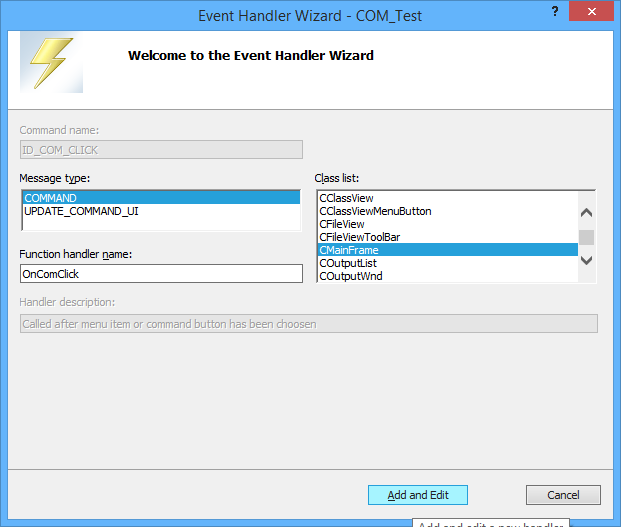 Event Handler Wizard - COM_Test
?
Welcome to the Event Handler Wizard
Command name:
ID_COM_CLICK
Message type:
COMMAND
UPDATE_COMMAND_UI
Class list:
CClassView
CClassViewMenuButton
CFileView
CFileViewToolBar
CMainFrame
COutputList
COutputWnd
Function handler name:
OnComClick
Handler description:
Called after menu item or command button has been choosen
Add and Edit
Cancel
Add and edit a new handler